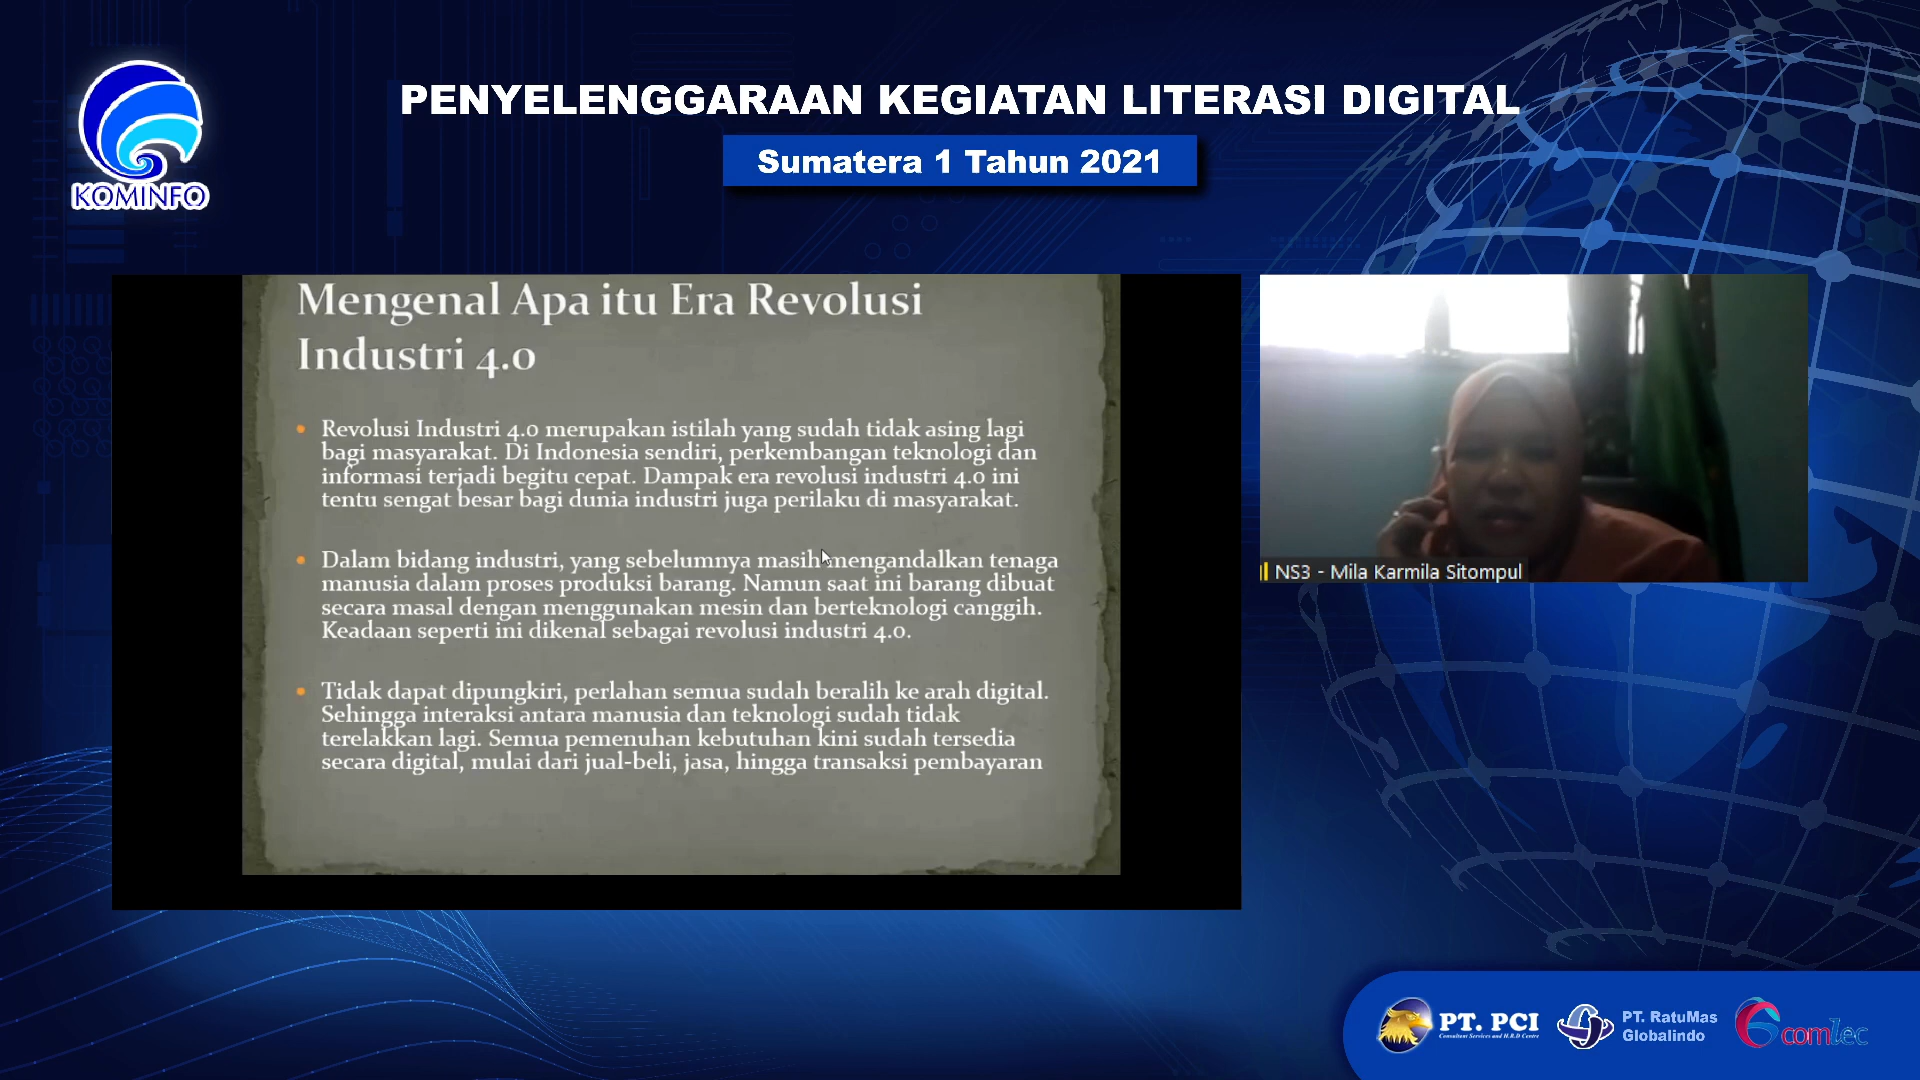 KOMINFO
PENYELENGGARAAN KEGIATAN LITERASI DIGITAL
Sumatera 1 Tahun 2021
Mengenal Apa itu Era Revolusi
Industri 4.0
• Revolusi Industri 4.0 merupakan istilah yang sudah tidak asing lagi
bagi masyarakat. Di Indonesia sendiri, perkembangan teknologi dan
informasi terjadi begitu cepat. Dampak era revolusi industri 4.0 ini
tentu sengat besar bagi dunia industri juga perilaku di masyarakat.
• Dalam bidang industri, yang sebelumnya masih mengandalkan tenaga
manusia dalam proses produksi barang. Namun saat ini barang dibuat
secara masal dengan menggunakan mesin dan berteknologi canggih.
Keadaan seperti ini dikenal sebagai revolusi industri 4.0.
• Tidak dapat dipungkiri, perlahan semua sudah beralih ke arah digital.
Sehingga interaksi antara manusia dan teknologi sudah tidak
terelakkan lagi. Semua pemenuhan kebutuhan kini sudah tersedia
secara digital, mulai dari jual-beli, jasa, hingga transaksi pembayaran
NS3 - Mila Karmila Sitompul
PT. PCI
Consultant Services and H.R.D Centre
PT. RatuMas
Globalindo
comtec